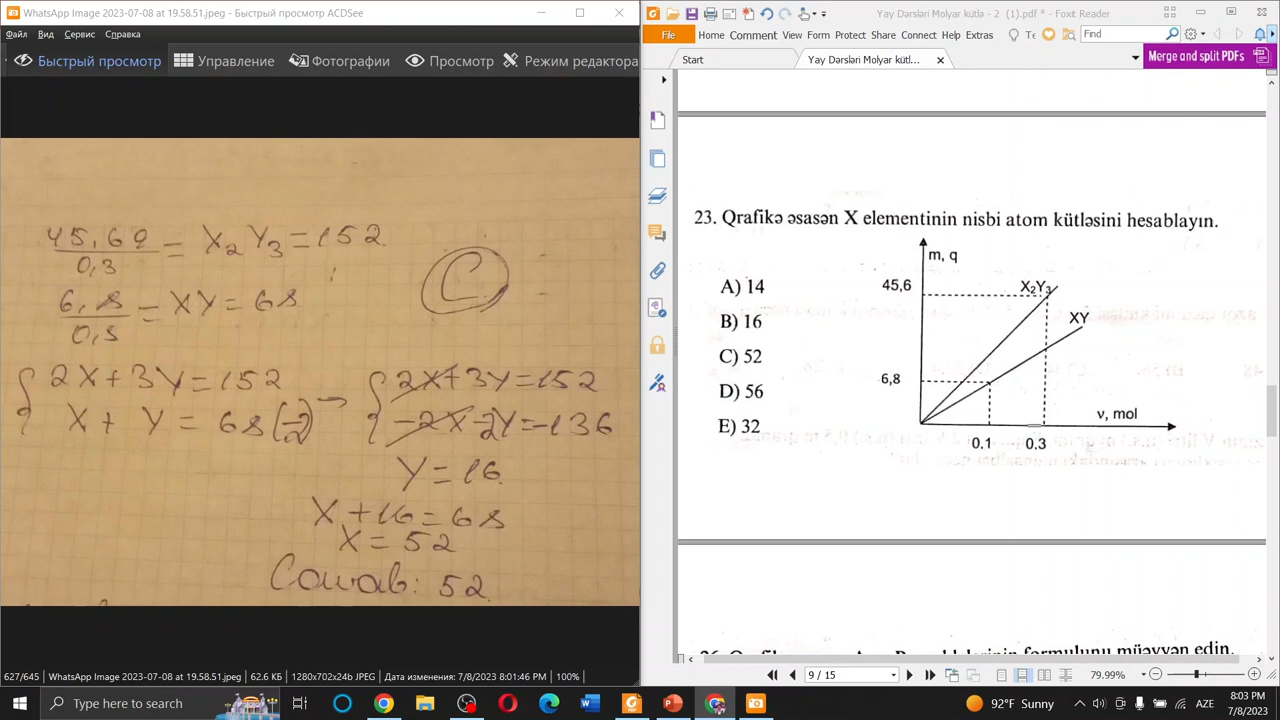 WhatsApp Image 2023-07-08 at 19.58.51.jpeg - Быстрый просмотр ACDSee
Файл Вид Сервис Справка
Быстрый просмотр Управление Фотографии Просмотр Режим редактора
45,6q/0,3 = X2Y3=152
6,8/0,1 = XY=68
C
2X+3Y=152
X+Y=68(-2)
2X+3Y=152
-2X-2Y=-136
Y=16
X+16=68
X=52
Cavab: 52
627/645 WhatsApp Image 2023-07-08 at 19.58.51.jpeg 62.6 КБ 1280x702x24b JPEG Дата изменения: 7/8/2023 8:01:46 PM 100%
Yay Dərsləri Molyar kütlə - 2 (1).pdf * - Foxit Reader
File Home Comment View Form Protect Share Connect Help Extras Te Find
Start Yay Dərsləri Molyar kütl... Merge and split PDFs
23. Qrafikə əsasən X elementinin nisbi atom kütləsini hesablayın.
m, q
A) 14
B) 16
C) 52
D) 56
E) 32
45,6
X₂Y₃
XY
6,8
ν, mol
0,1 0,3
9 / 15 79.99%
Type here to search
92°F Sunny
AZE
8:03 PM
7/8/2023